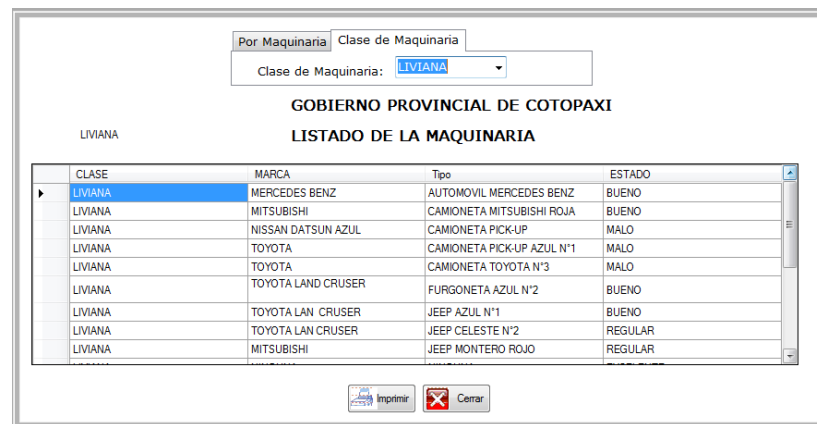 Por Maquinaria Clase de Maquinaria
Clase de Maquinaria: LIVIANA
GOBIERNO PROVINCIAL DE COTOPAXI
LIVIANA LISTADO DE LA MAQUINARIA
CLASE MARCA Tipo ESTADO
LIVIANA MERCEDES BENZ AUTOMOVIL MERCEDES BENZ BUENO
LIVIANA MITSUBISHI CAMIONETA MITSUBISHI ROJA BUENO
LIVIANA NISSAN DATSUN AZUL CAMIONETA PICK-UP MALO
LIVIANA TOYOTA CAMIONETA PICK-UP AZUL N°1 MALO
LIVIANA TOYOTA CAMIONETA TOYOTA N°3 MALO
LIVIANA TOYOTA LAND CRUSER FURGONETA AZUL N°2 BUENO
LIVIANA TOYOTA LAN CRUSER JEEP AZUL N°1 BUENO
LIVIANA TOYOTA LAN CRUSER JEEP CELESTE N°2 REGULAR
LIVIANA MITSUBISHI JEEP MONTERO ROJO REGULAR
Imprimir Cerrar